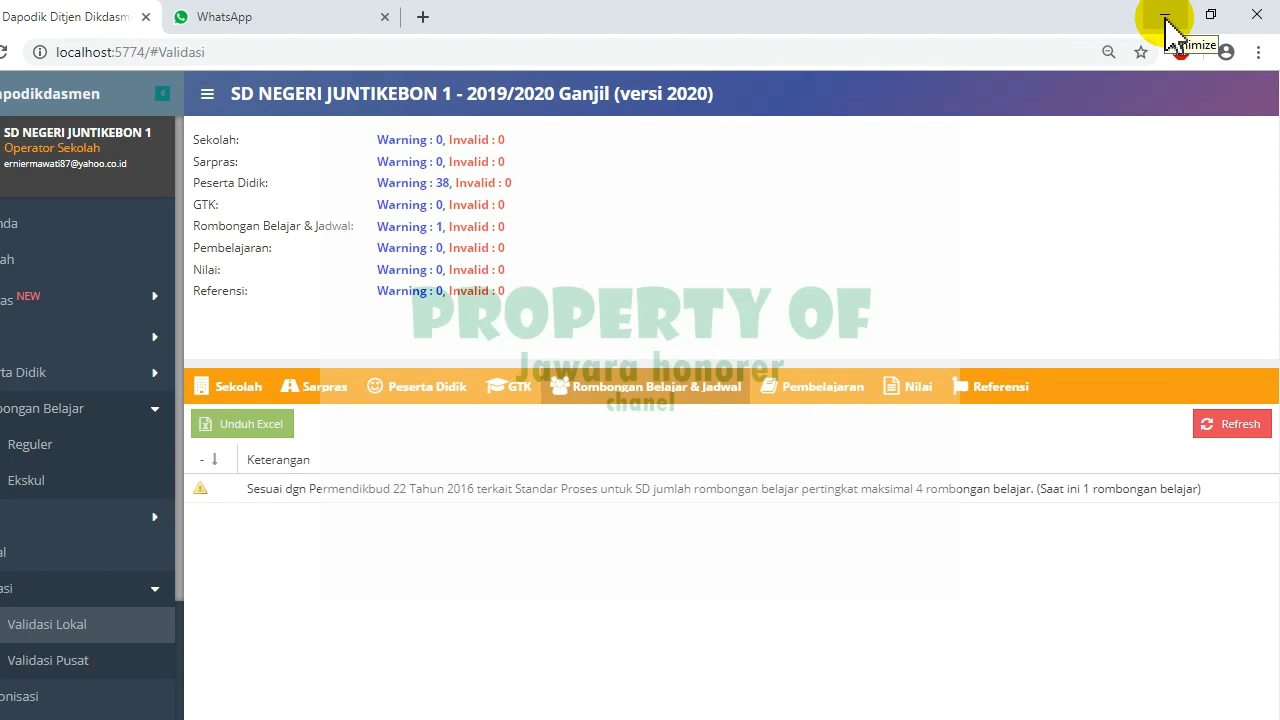 Dapodik Ditjen Dikdasm
WhatsApp
localhost:5774/#Validasi
apodikdasmen
SD NEGERI JUNTIKEBON 1 - 2019/2020 Ganjil (versi 2020)
SD NEGERI JUNTIKEBON 1
Operator Sekolah
erniermawati87@yahoo.co.id
nda
ah
as NEW
ta Didik
bongan Belajar
Reguler
Ekskul
al
asi
Validasi Lokal
Validasi Pusat
onisasi
Sekolah: Warning : 0, Invalid : 0
Sarpras: Warning : 0, Invalid : 0
Peserta Didik: Warning : 38, Invalid : 0
GTK: Warning : 0, Invalid : 0
Rombongan Belajar & Jadwal: Warning : 1, Invalid : 0
Pembelajaran: Warning : 0, Invalid : 0
Nilai: Warning : 0, Invalid : 0
Referensi: Warning : 0, Invalid : 0
PROPERTY OF
Jawara honorer
chanel
Sekolah Sarpras Peserta Didik GTK Rombongan Belajar & Jadwal Pembelajaran Nilai Referensi
Unduh Excel
Refresh
- Keterangan
Sesuai dgn Permendikbud 22 Tahun 2016 terkait Standar Proses untuk SD jumlah rombongan belajar pertingkat maksimal 4 rombongan belajar. (Saat ini 1 rombongan belajar)